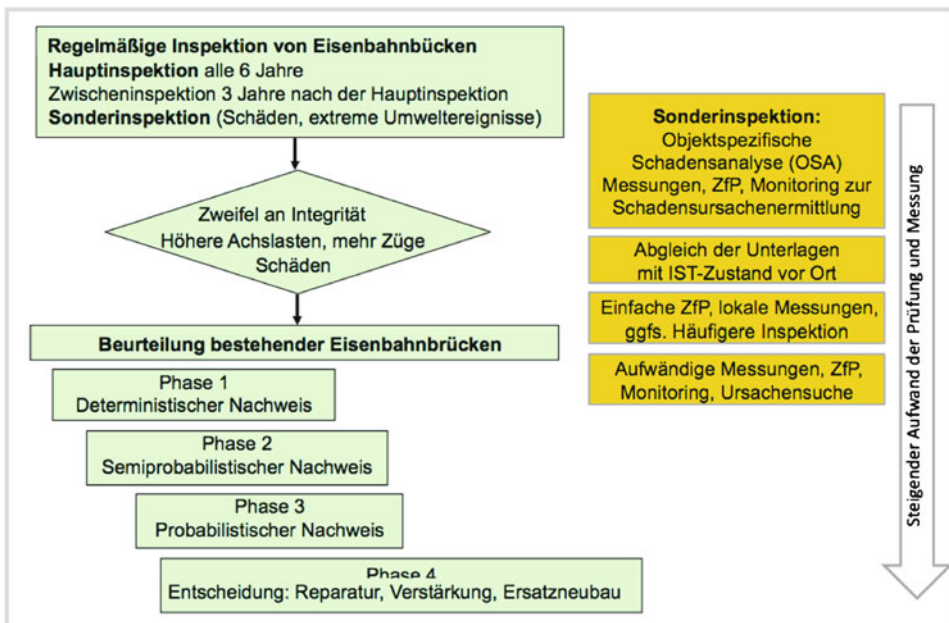 Regelmäßige Inspektion von Eisenbahnbücken
Hauptinspektion alle 6 Jahre
Zwischeninspektion 3 Jahre nach der Hauptinspektion
Sonderinspektion (Schäden, extreme Umweltereignisse)
Zweifel an Integrität
Höhere Achslasten, mehr Züge
Schäden
Beurteilung bestehender Eisenbahnbrücken
Phase 1
Deterministischer Nachweis
Phase 2
Semiprobabilistischer Nachweis
Phase 3
Probabilistischer Nachweis
Phase 4
Entscheidung: Reparatur, Verstärkung, Ersatzneubau
Sonderinspektion:
Objektspezifische
Schadensanalyse (OSA)
Messungen, ZfP, Monitoring zur
Schadensursachenermittlung
Abgleich der Unterlagen
mit IST-Zustand vor Ort
Einfache ZfP, lokale Messungen,
ggfs. Häufigere Inspektion
Aufwändige Messungen, ZfP,
Monitoring, Ursachensuche
Steigender Aufwand der Prüfung und Messung